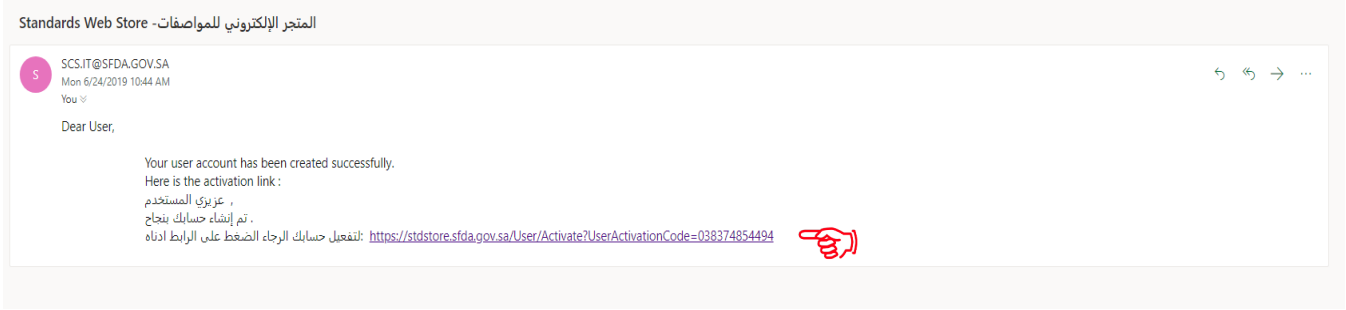 Standards Web Store -المتجر الإلكتروني للمواصفات
S
SCS.IT@SFDA.GOV.SA
Mon 6/24/2019 10:44 AM
You
Dear User,
Your user account has been created successfully.
Here is the activation link :
, عزيزي المستخدم
. تم إنشاء حسابك بنجاح
لتفعيل حسابك الرجاء الضغط على الرابط ادناه: https://stdstore.sfda.gov.sa/User/Activate?UserActivationCode=038374854494